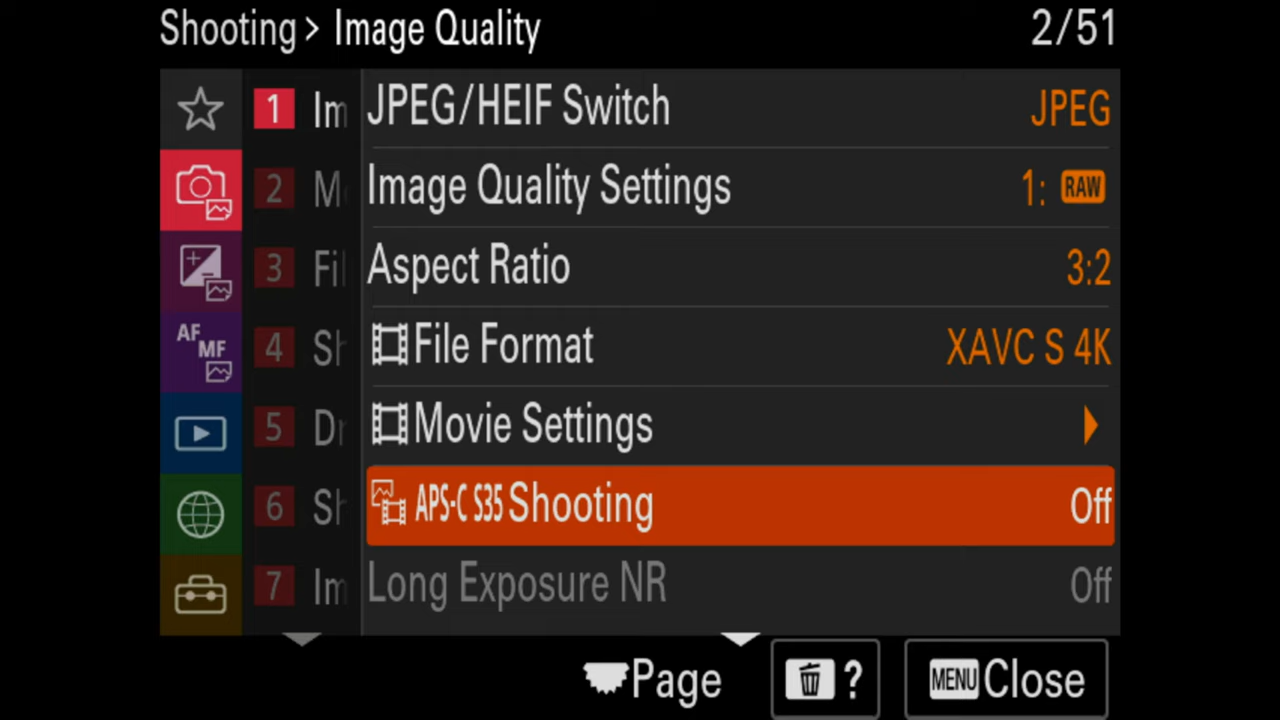 Shooting> Image Quality 2/51
1 Im
JPEG/HEIF Switch JPEG
2 M
Image Quality Settings 1: RAW
3 Fil
Aspect Ratio 3:2
AF MF
4 Sh
File Format XAVC S 4K
5 Dr
Movie Settings
6 Sh
APS-C S35 Shooting Off
7 Im
Long Exposure NR Off
Page ? MENU Close